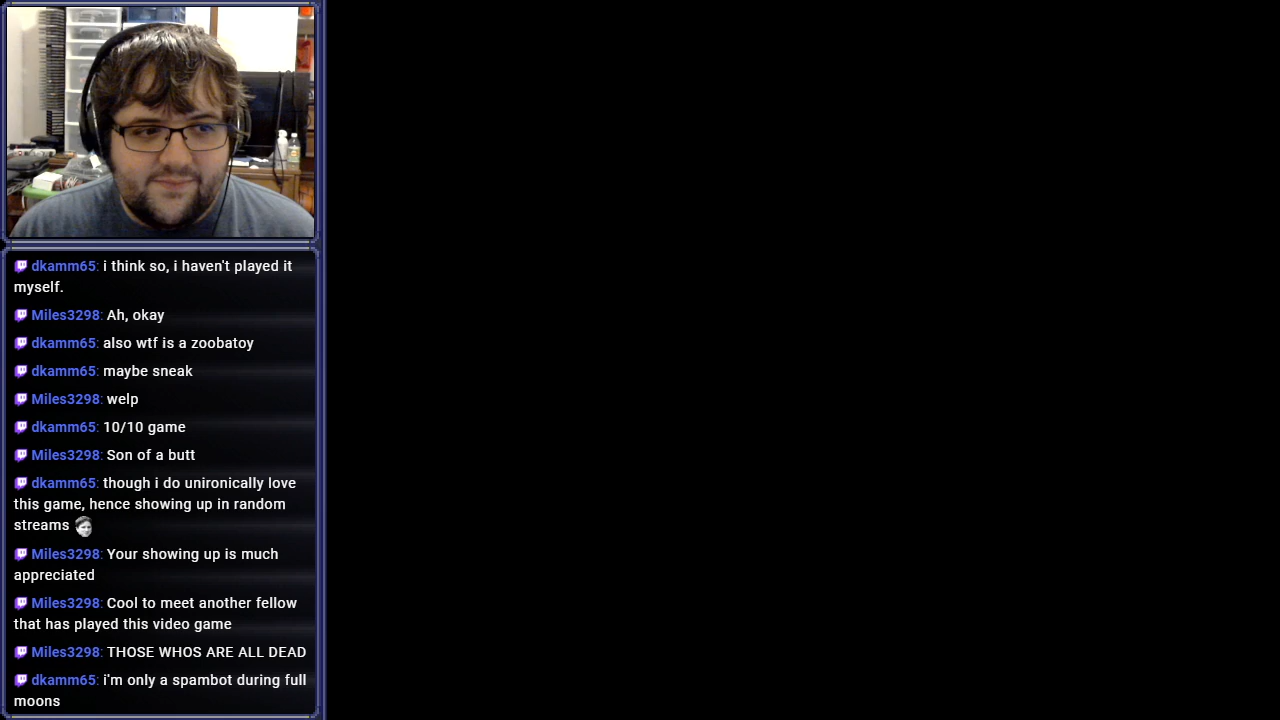 dkamm65: i think so, i haven't played it
myself.
Miles3298: Ah, okay
dkamm65: also wtf is a zoobatoy
dkamm65: maybe sneak
Miles3298: welp
dkamm65: 10/10 game
Miles3298: Son of a butt
dkamm65: though i do unironically love
this game, hence showing up in random
streams
Miles3298: Your showing up is much
appreciated
Miles3298: Cool to meet another fellow
that has played this video game
Miles3298: THOSE WHOS ARE ALL DEAD
dkamm65: i'm only a spambot during full
moons